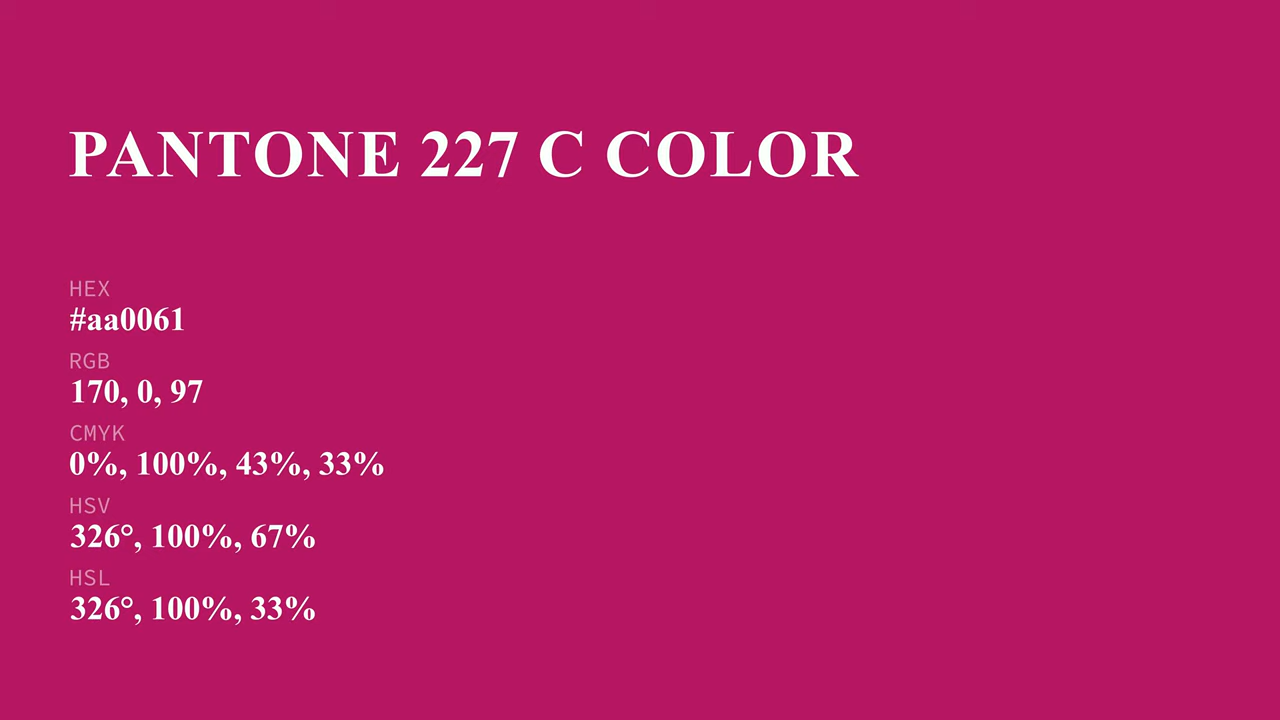 PANTONE 227 C COLOR
HEX
#aa0061
RGB
170, 0, 97
CMYK
0%, 100%, 43%, 33%
HSV
326°, 100%, 67%
HSL
326°, 100%, 33%